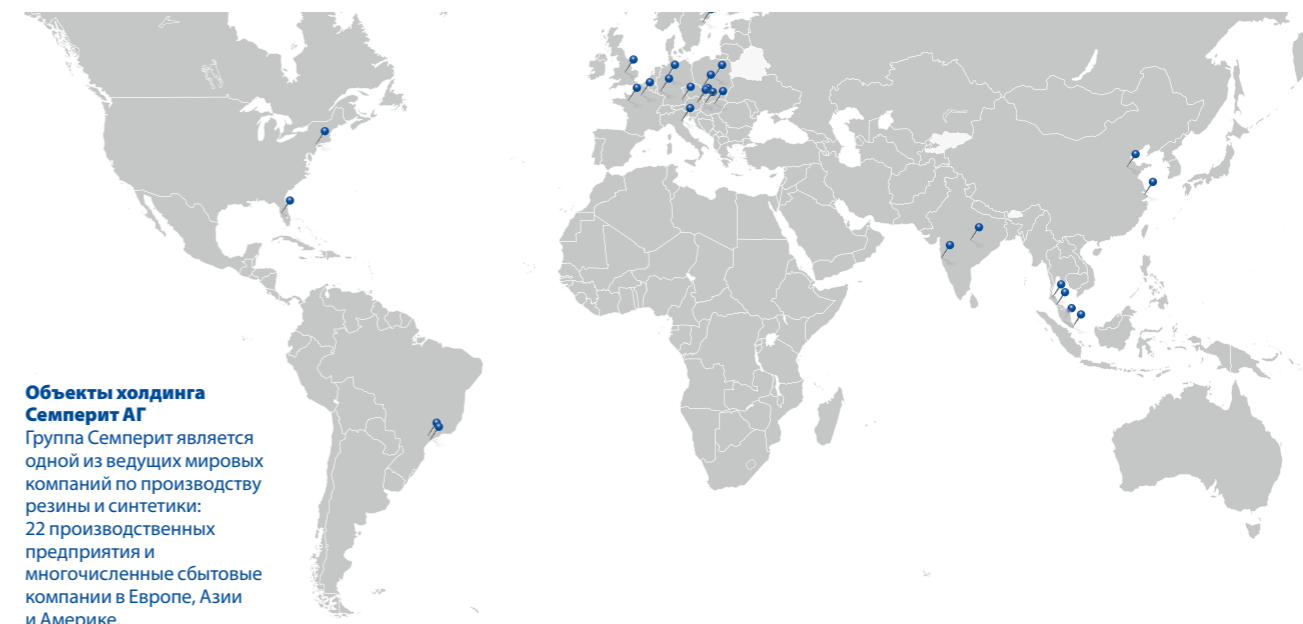 Объекты холдинга
Семперит АГ
Группа Семперит является
одной из ведущих мировых
компаний по производству
резины и синтетики:
22 производственных
предприятия и
многочисленные сбытовые
компании в Европе, Азии
и Америке.